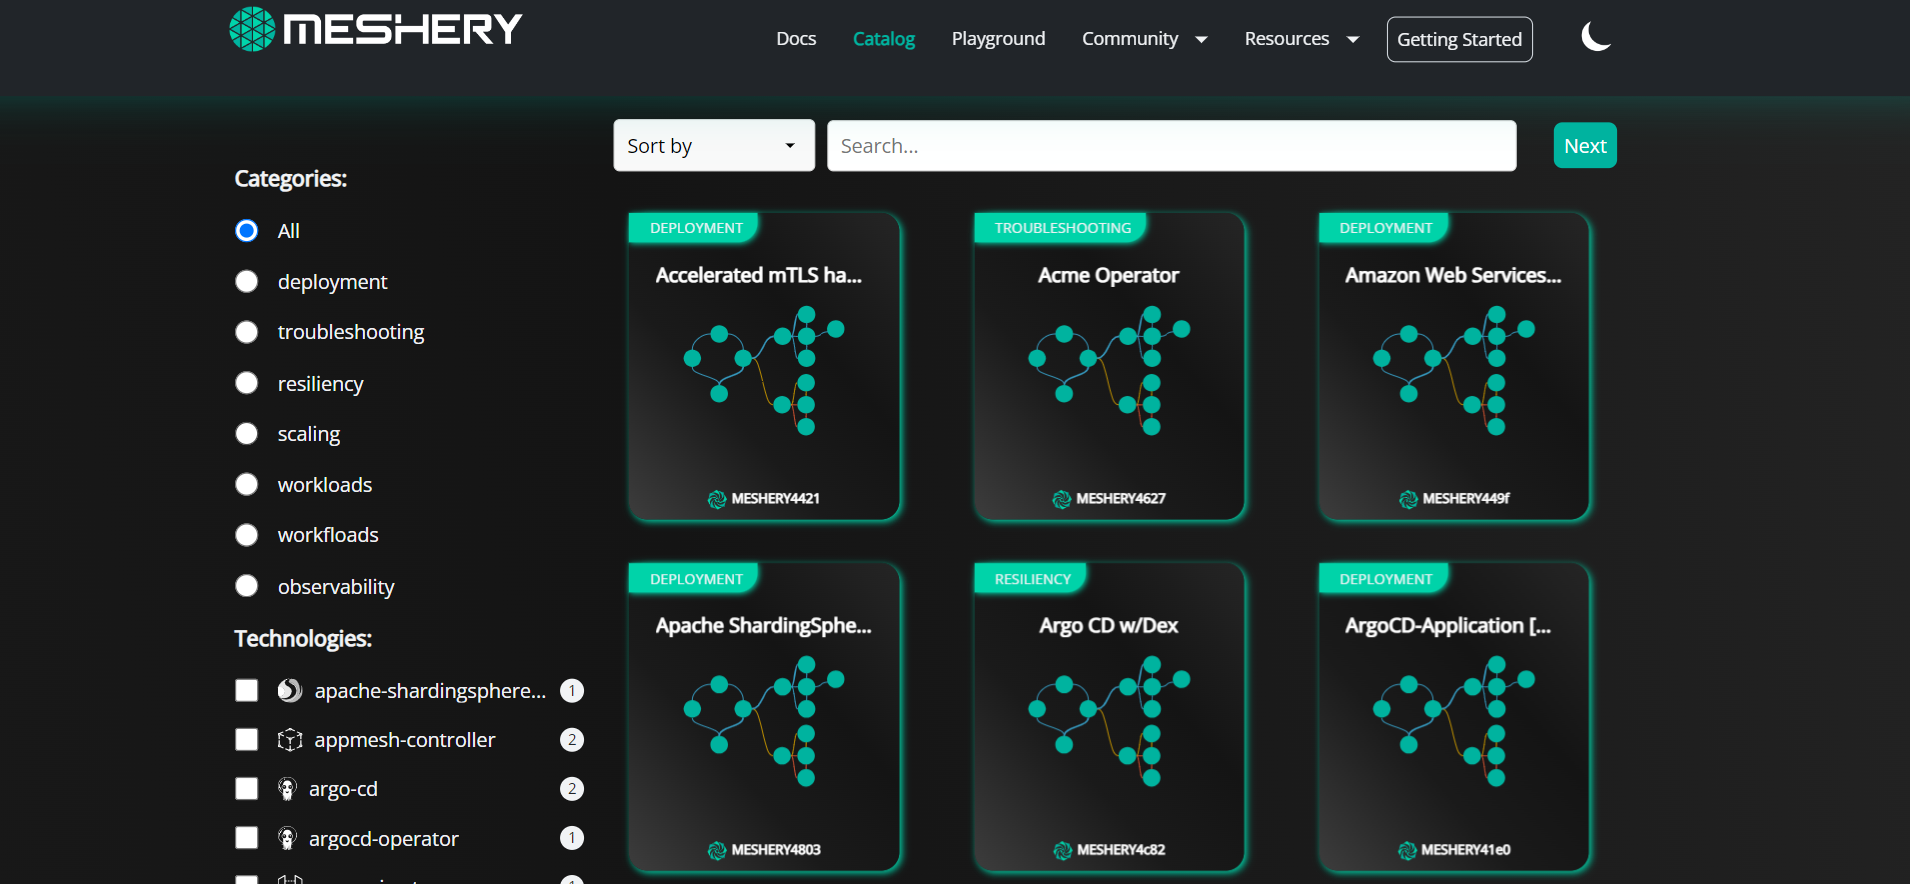 MESHERY
Docs
Catalog
Playground
Community
Resources
Getting Started
Sort by
Search...
Next
Categories:
All
deployment
troubleshooting
resiliency
scaling
workloads
workfloads
observability
Technologies:
apache-shardingsphere... 1
appmesh-controller 2
argo-cd 2
argocd-operator 1
DEPLOYMENT
Accelerated mTLS ha...
MESHERY4421
TROUBLESHOOTING
Acme Operator
MESHERY4627
DEPLOYMENT
Amazon Web Services...
MESHERY449f
DEPLOYMENT
Apache ShardingSphe...
MESHERY4803
RESILIENCY
Argo CD w/Dex
MESHERY4c82
DEPLOYMENT
ArgoCD-Application [...
MESHERY41e0